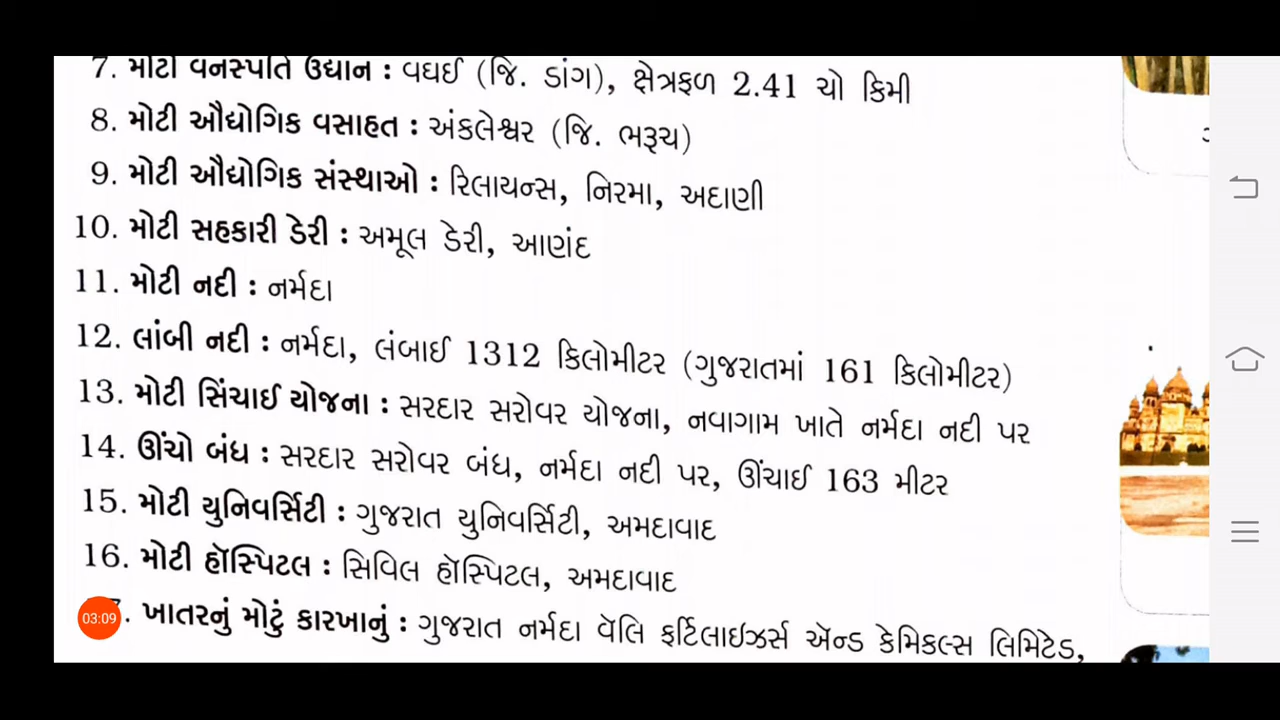 7. મોટી વનસ્પતિ ઉદ્યાન : વઘઈ (જિ. ડાંગ), ક્ષેત્રફળ 2.41 ચો કિમી
8. મોટી ઔદ્યોગિક વસાહત : અંકલેશ્વર (જિ. ભરૂચ)
9. મોટી ઔદ્યોગિક સંસ્થાઓ : રિલાયન્સ, નિરમા, અદાણી
10. મોટી સહકારી ડેરી : અમૂલ ડેરી, આણંદ
11. મોટી નદી : નર્મદા
12. લાંબી નદી : નર્મદા, લંબાઈ 1312 કિલોમીટર (ગુજરાતમાં 161 કિલોમીટર)
13. મોટી સિંચાઈ યોજના : સરદાર સરોવર યોજના, નવાગામ ખાતે નર્મદા નદી પર
14. ઊંચો બંધ : સરદાર સરોવર બંધ, નર્મદા નદી પર, ઊંચાઈ 163 મીટર
15. મોટી યુનિવર્સિટી : ગુજરાત યુનિવર્સિટી, અમદાવાદ
16. મોટી હૉસ્પિટલ : સિવિલ હૉસ્પિટલ, અમદાવાદ
ખાતરનું મોટું કારખાનું : ગુજરાત નર્મદા વૅલિ ફર્ટિલાઇઝર્સ ઍન્ડ કેમિકલ્સ લિમિટેડ,
03:09